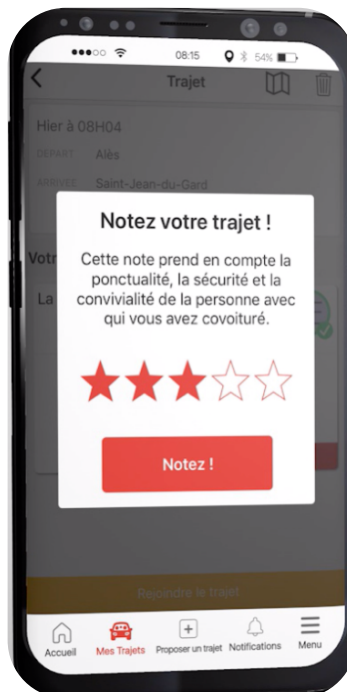 08:15
54%
Trajet
Hier à 08H04
DÉPART Alès
ARRIVÉE Saint-Jean-du-Gard
Notez votre trajet !
Votr
Cette note prend en compte la
ponctualité, la sécurité et la
La
convivialité de la personne avec
qui vous avez covoituré.
Notez !
Rejoindre le trajet
Accueil
Mes Trajets
Proposer un trajet
Notifications
Menu